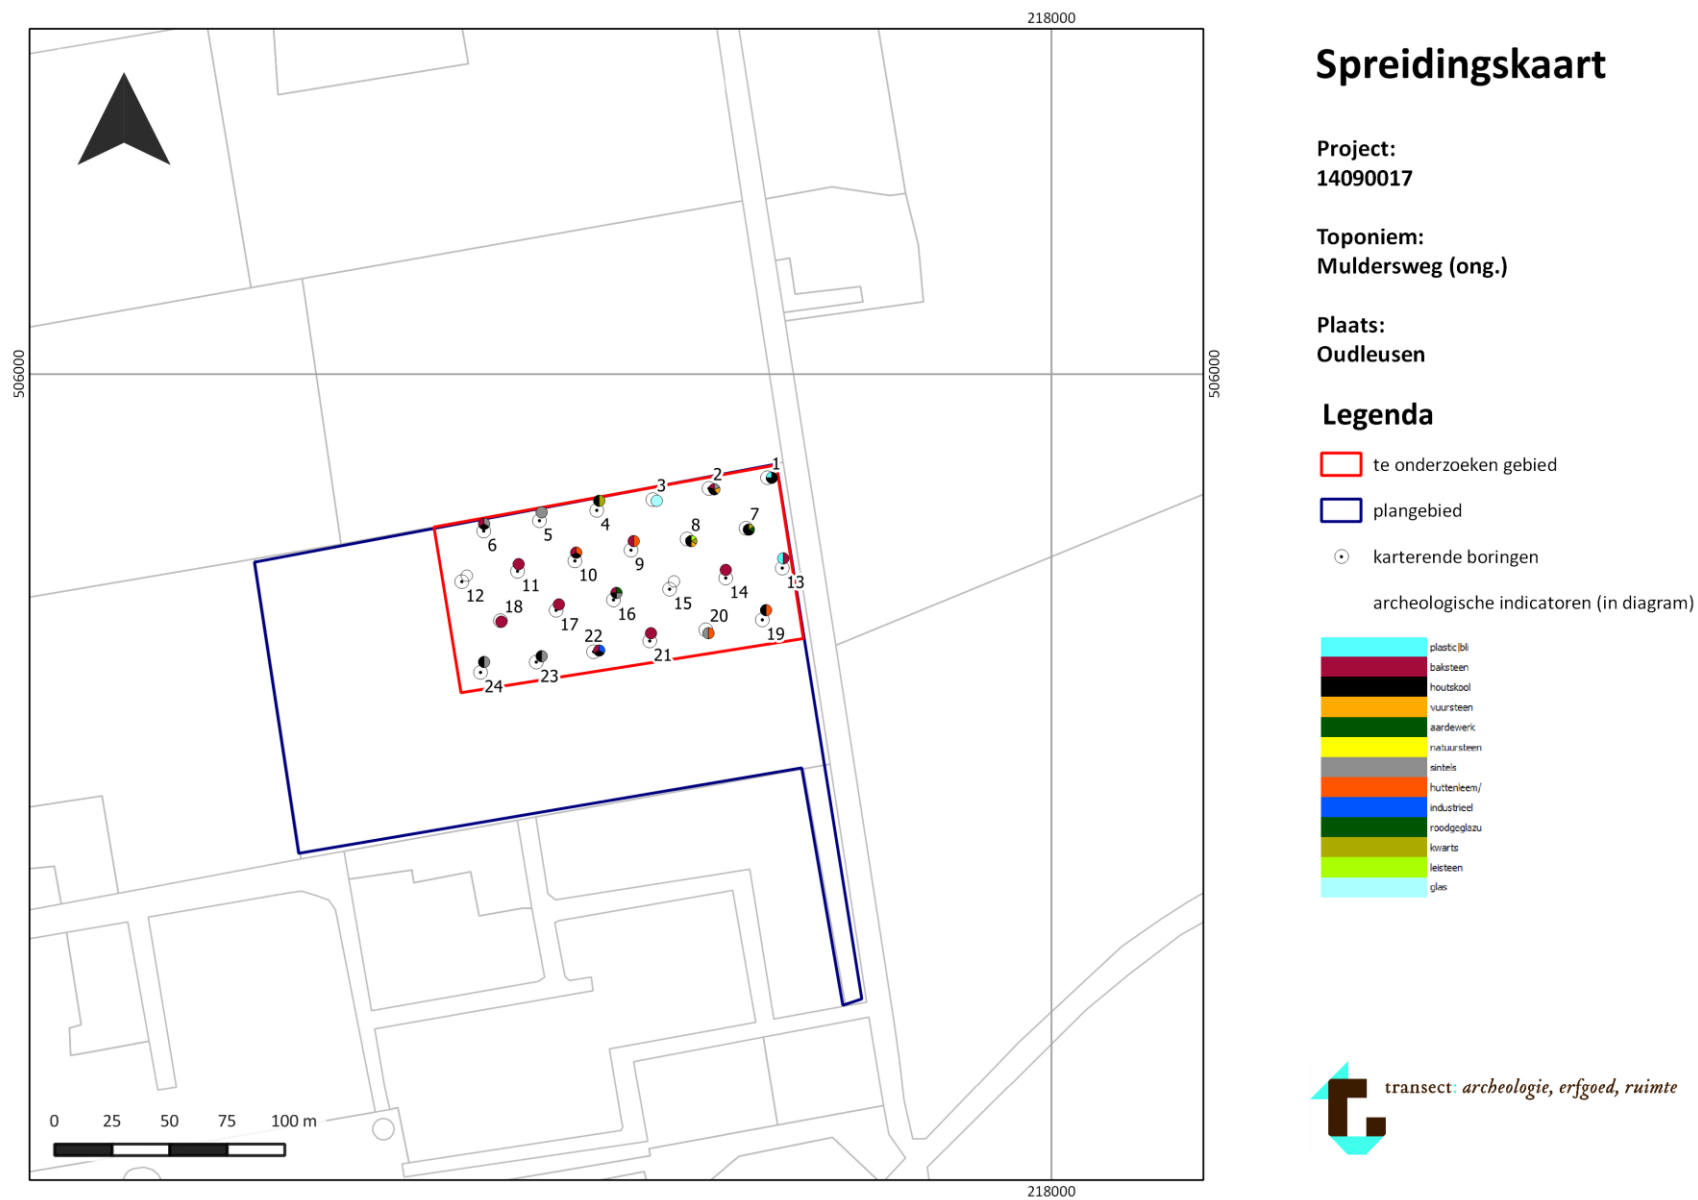 218000
506000
506000
1
2
3
4
5
6
7
8
9
10
11
12
13
14
15
16
17
18
19
20
21
22
23
24
0 25 50 75 100 m
218000
Spreidingskaart
Project:
14090017
Toponiem:
Muldersweg (ong.)
Plaats:
Oudleusen
Legenda
te onderzoeken gebied
plangebied
karterende boringen
archeologische indicatoren (in diagram)
plastic|bli
baksteen
houtskool
vuursteen
aardewerk
natuursteen
sintels
huttenleem/
industrieel
roodgeglazu
kwarts
leisteen
glas
transect: archeologie, erfgoed, ruimte